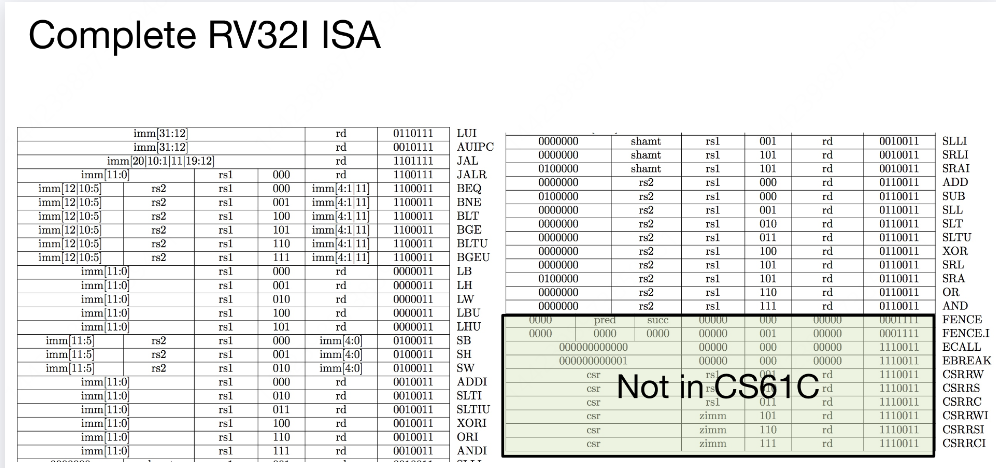 Complete RV32I ISA
imm[31:12] rd 0110111 LUI
imm[31:12] rd 0010111 AUIPC
imm[20|10:1|11|19:12] rd 1101111 JAL
imm[11:0] rs1 000 rd 1100111 JALR
imm[12|10:5] rs2 rs1 000 imm[4:1|11] 1100011 BEQ
imm[12|10:5] rs2 rs1 001 imm[4:1|11] 1100011 BNE
imm[12|10:5] rs2 rs1 100 imm[4:1|11] 1100011 BLT
imm[12|10:5] rs2 rs1 101 imm[4:1|11] 1100011 BGE
imm[12|10:5] rs2 rs1 110 imm[4:1|11] 1100011 BLTU
imm[12|10:5] rs2 rs1 111 imm[4:1|11] 1100011 BGEU
imm[11:0] rs1 000 rd 0000011 LB
imm[11:0] rs1 001 rd 0000011 LH
imm[11:0] rs1 010 rd 0000011 LW
imm[11:0] rs1 100 rd 0000011 LBU
imm[11:0] rs1 101 rd 0000011 LHU
imm[11:5] rs2 rs1 000 imm[4:0] 0100011 SB
imm[11:5] rs2 rs1 001 imm[4:0] 0100011 SH
imm[11:5] rs2 rs1 010 imm[4:0] 0100011 SW
imm[11:0] rs1 000 rd 0010011 ADDI
imm[11:0] rs1 010 rd 0010011 SLTI
imm[11:0] rs1 011 rd 0010011 SLTIU
imm[11:0] rs1 100 rd 0010011 XORI
imm[11:0] rs1 110 rd 0010011 ORI
imm[11:0] rs1 111 rd 0010011 ANDI
0000000 shamt rs1 001 rd 0010011 SLLI
0000000 shamt rs1 101 rd 0010011 SRLI
0100000 shamt rs1 101 rd 0010011 SRAI
0000000 rs2 rs1 000 rd 0110011 ADD
0100000 rs2 rs1 000 rd 0110011 SUB
0000000 rs2 rs1 001 rd 0110011 SLL
0000000 rs2 rs1 010 rd 0110011 SLT
0000000 rs2 rs1 011 rd 0110011 SLTU
0000000 rs2 rs1 100 rd 0110011 XOR
0000000 rs2 rs1 101 rd 0110011 SRL
0100000 rs2 rs1 101 rd 0110011 SRA
0000000 rs2 rs1 110 rd 0110011 OR
0000000 rs2 rs1 111 rd 0110011 AND
0000 pred succ 00000 000 00000 0001111 FENCE
0000 0000 0000 00000 001 00000 0001111 FENCE.I
000000000000 00000 000 00000 1110011 ECALL
000000000001 00000 000 00000 1110011 EBREAK
csr rs1 rd 1110011 CSRRW
Not in CS61C
csr rd 1110011 CSRRS
csr rs1 011 rd 1110011 CSRRC
csr zimm 101 rd 1110011 CSRRWI
csr zimm 110 rd 1110011 CSRRSI
csr zimm 111 rd 1110011 CSRRCI